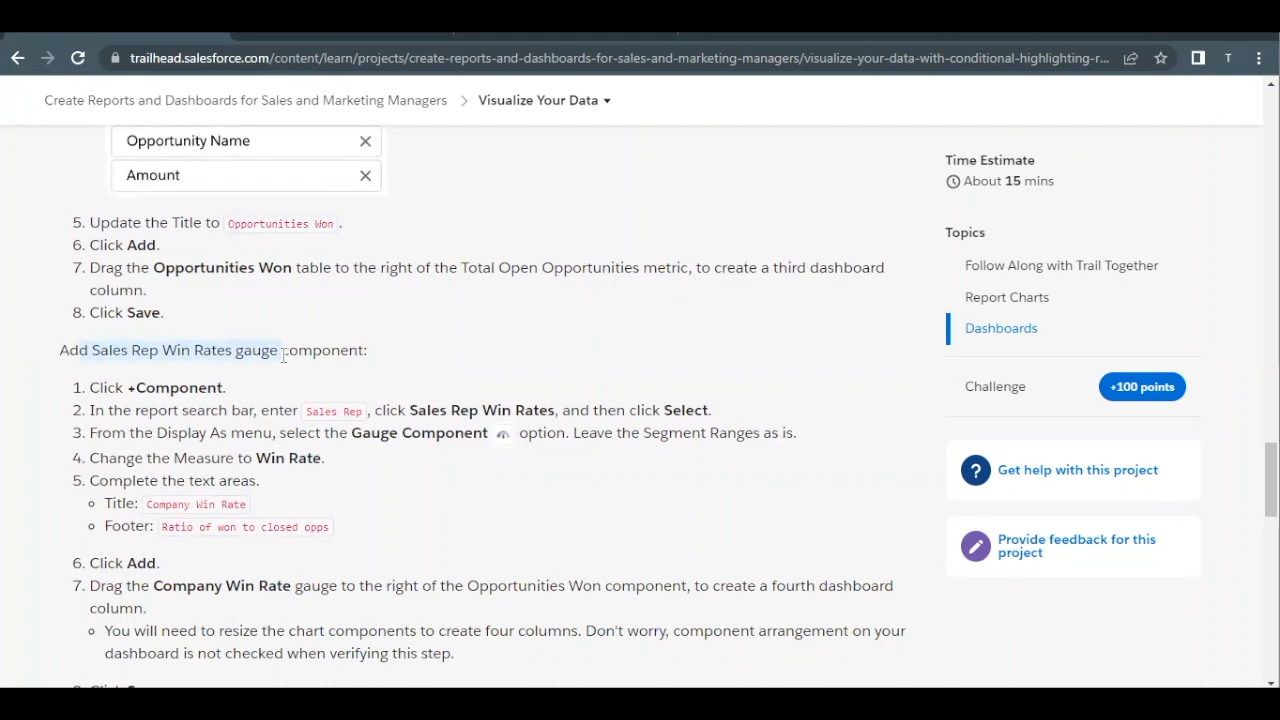 trailhead.salesforce.com/content/learn/projects/create-reports-and-dashboards-for-sales-and-marketing-managers/visualize-your-data-with-conditional-highlighting-r...
T
Create Reports and Dashboards for Sales and Marketing Managers > Visualize Your Data
Opportunity Name
Amount
5. Update the Title to Opportunities Won.
6. Click Add.
7. Drag the Opportunities Won table to the right of the Total Open Opportunities metric, to create a third dashboard
column.
8. Click Save.
Add Sales Rep Win Rates gauge component:
1. Click +Component.
2. In the report search bar, enter Sales Rep, click Sales Rep Win Rates, and then click Select.
3. From the Display As menu, select the Gauge Component option. Leave the Segment Ranges as is.
4. Change the Measure to Win Rate.
5. Complete the text areas.
Title: Company Win Rate
Footer: Ratio of won to closed opps
6. Click Add.
7. Drag the Company Win Rate gauge to the right of the Opportunities Won component, to create a fourth dashboard
column.
You will need to resize the chart components to create four columns. Don't worry, component arrangement on your
dashboard is not checked when verifying this step.
Time Estimate
About 15 mins
Topics
Follow Along with Trail Together
Report Charts
Dashboards
Challenge
+100 points
? Get help with this project
Provide feedback for this
project